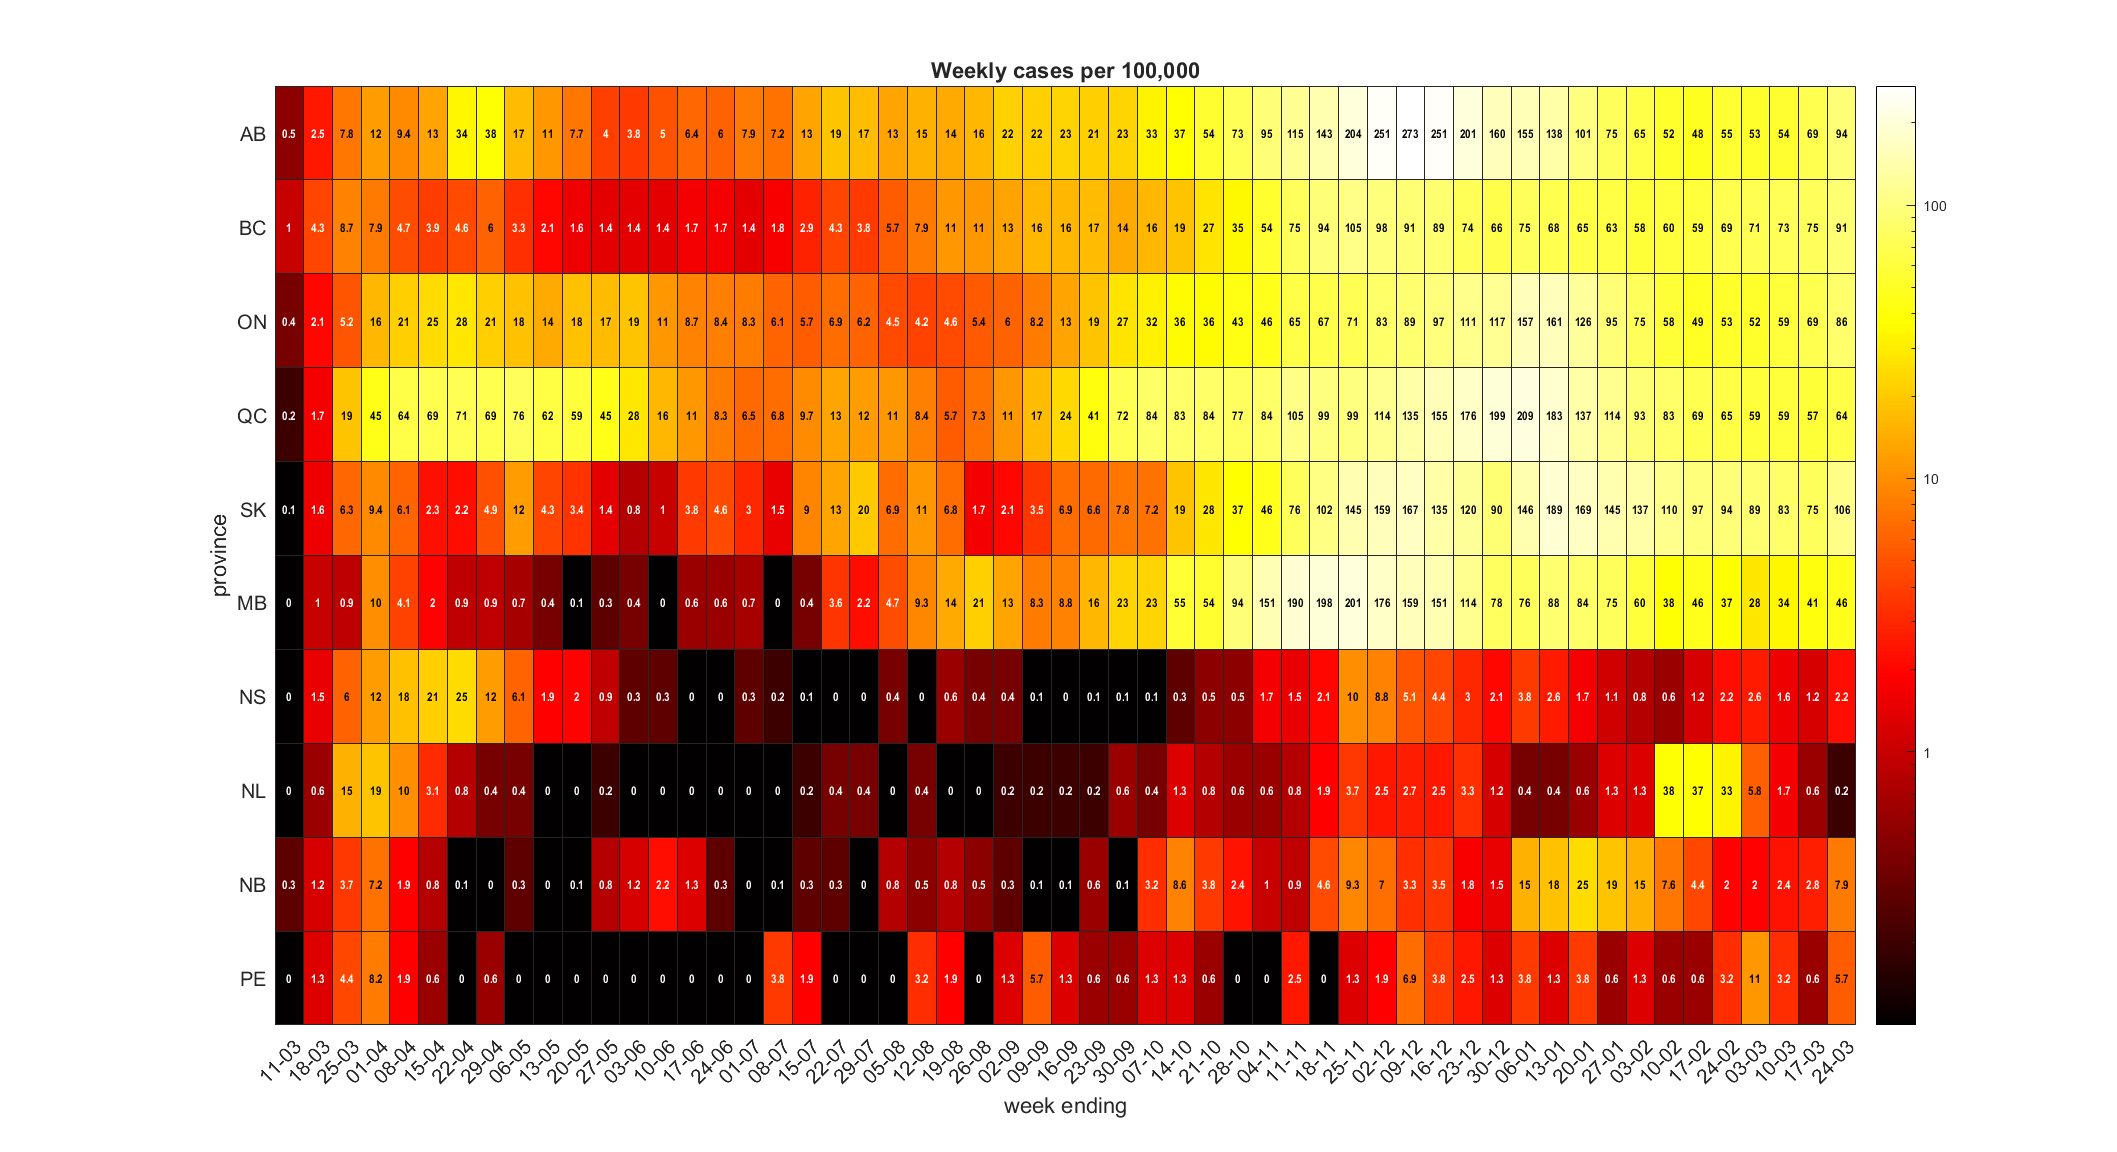 Weekly cases per 100,000
AB 0.5 2.5 7.8 12 9.4 13 34 38 17 11 7.7 4 3.8 5 6.4 6 7.9 7.2 13 19 17 13 15 14 16 22 22 23 21 23 33 37 54 73 95 115 143 204 251 273 251 201 160 155 138 101 75 65 52 48 55 53 54 69 94
100
BC 1 4.3 8.7 7.9 4.7 3.9 4.6 6 3.3 2.1 1.6 1.4 1.4 1.4 1.7 1.7 1.4 1.8 2.9 4.3 3.8 5.7 7.9 11 11 13 16 16 17 14 16 19 27 35 54 75 94 105 98 91 89 74 66 75 68 65 63 58 60 59 69 71 73 75 91
ON 0.4 2.1 5.2 16 21 25 28 21 18 14 18 17 19 11 8.7 8.4 8.3 6.1 5.7 6.9 6.2 4.5 4.2 4.6 5.4 6 8.2 13 19 27 32 36 36 43 46 65 67 71 83 89 97 111 117 157 161 126 95 75 58 49 53 52 59 69 86
QC 0.2 1.7 19 45 64 69 71 69 76 62 59 45 28 16 11 8.3 6.5 6.8 9.7 13 12 11 8.4 5.7 7.3 11 17 24 41 72 84 83 84 77 84 105 99 99 114 135 155 176 199 209 183 137 114 93 83 69 65 59 59 57 64
10
SK 0.1 1.6 6.3 9.4 6.1 2.3 2.2 4.9 12 4.3 3.4 1.4 0.8 1 3.8 4.6 3 1.5 9 13 20 6.9 11 6.8 1.7 2.1 3.5 6.9 6.6 7.8 7.2 19 28 37 46 76 102 145 159 167 135 120 90 146 189 169 145 137 110 97 94 89 83 75 106
province
MB 0 1 0.9 10 4.1 2 0.9 0.9 0.7 0.4 0.1 0.3 0.4 0 0.6 0.6 0.7 0 0.4 3.6 2.2 4.7 9.3 14 21 13 8.3 8.8 16 23 23 55 54 94 151 190 198 201 176 159 151 114 78 76 88 84 75 60 38 46 37 28 34 41 46
NS 0 1.5 6 12 18 21 25 12 6.1 1.9 2 0.9 0.3 0.3 0 0 0.3 0.2 0.1 0 0 0.4 0 0.6 0.4 0.4 0.1 0 0.1 0.1 0.1 0.3 0.5 0.5 1.7 1.5 2.1 10 8.8 5.1 4.4 3 2.1 3.8 2.6 1.7 1.1 0.8 0.6 1.2 2.2 2.6 1.6 1.2 2.2
1
NL 0 0.6 15 19 10 3.1 0.8 0.4 0.4 0 0 0.2 0 0 0 0 0 0 0.2 0.4 0.4 0 0.4 0 0 0.2 0.2 0.2 0.2 0.6 0.4 1.3 0.8 0.6 0.6 0.8 1.9 3.7 2.5 2.7 2.5 3.3 1.2 0.4 0.4 0.6 1.3 1.3 38 37 33 5.8 1.7 0.6 0.2
NB 0.3 1.2 3.7 7.2 1.9 0.8 0.1 0 0.3 0 0.1 0.8 1.2 2.2 1.3 0.3 0 0.1 0.3 0.3 0 0.8 0.5 0.8 0.5 0.3 0.1 0.1 0.6 0.1 3.2 8.6 3.8 2.4 1 0.9 4.6 9.3 7 3.3 3.5 1.8 1.5 15 18 25 19 15 7.6 4.4 2 2 2.4 2.8 7.9
PE 0 1.3 4.4 8.2 1.9 0.6 0 0.6 0 0 0 0 0 0 0 0 0 3.8 1.9 0 0 0 3.2 1.9 0 1.3 5.7 1.3 0.6 0.6 1.3 1.3 0.6 0 0 2.5 0 1.3 1.9 6.9 3.8 2.5 1.3 3.8 1.3 3.8 0.6 1.3 0.6 0.6 3.2 11 3.2 0.6 5.7
11-03 18-03 25-03 01-04 08-04 15-04 22-04 29-04 06-05 13-05 20-05 27-05 03-06 10-06 17-06 24-06 01-07 08-07 15-07 22-07 29-07 05-08 12-08 19-08 26-08 02-09 09-09 16-09 23-09 30-09 07-10 14-10 21-10 28-10 04-11 11-11 18-11 25-11 02-12 09-12 16-12 23-12 30-12 06-01 13-01 20-01 27-01 03-02 10-02 17-02 24-02 03-03 10-03 17-03 24-03
week ending